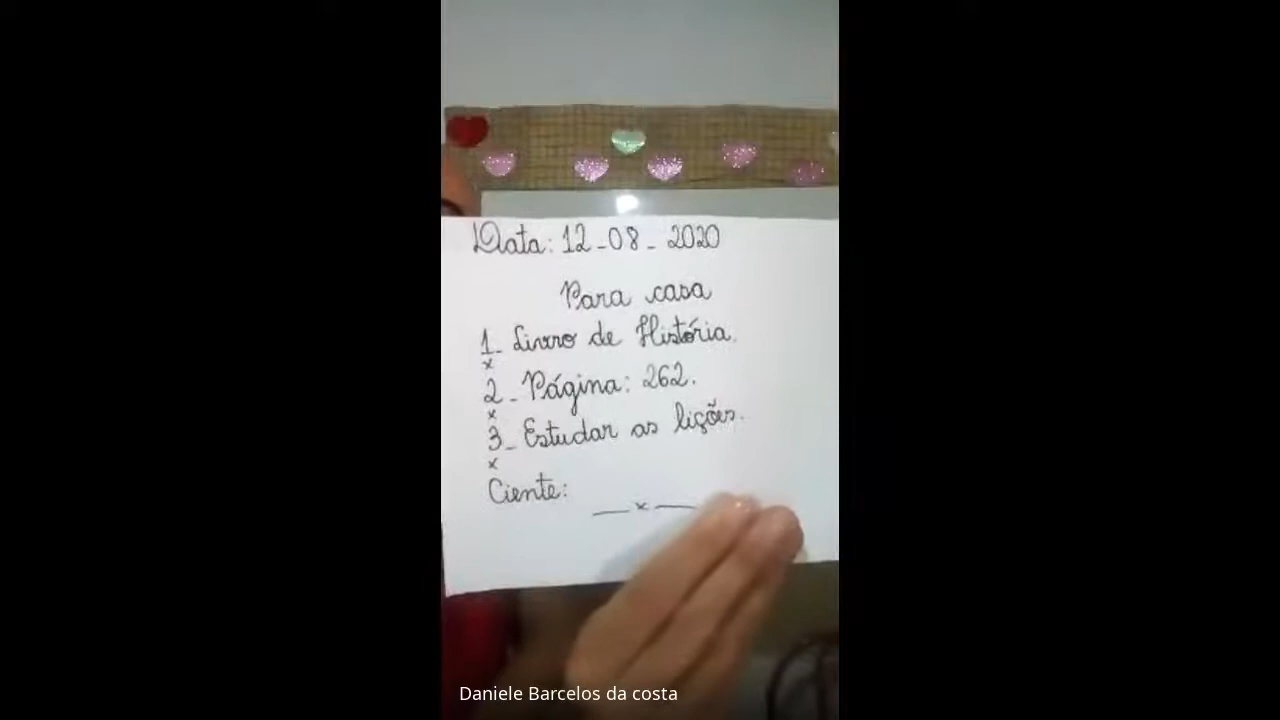 Data: 12-08-2020
Para casa
1- Livro de História.
x
2- Página: 262.
x
3- Estudar as lições.
x
Ciente:
— x —
Daniele Barcelos da costa